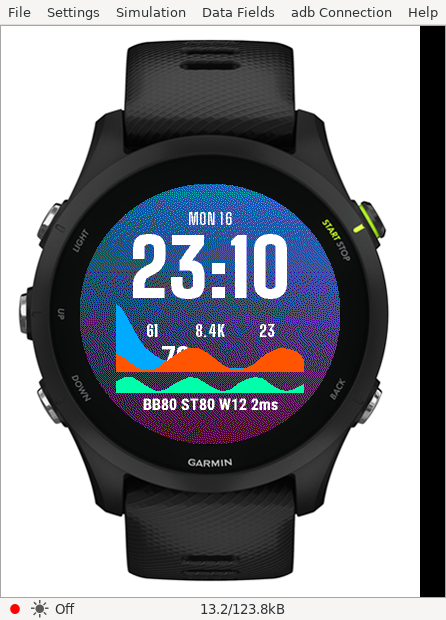 File Settings Simulation Data Fields adb Connection Help
MON 16
START STOP
LIGHT
23:10
UP
61 8.4K 23
DOWN
BACK
BB80 ST80 W12 2ms
GARMIN
Off 13.2/123.8kB